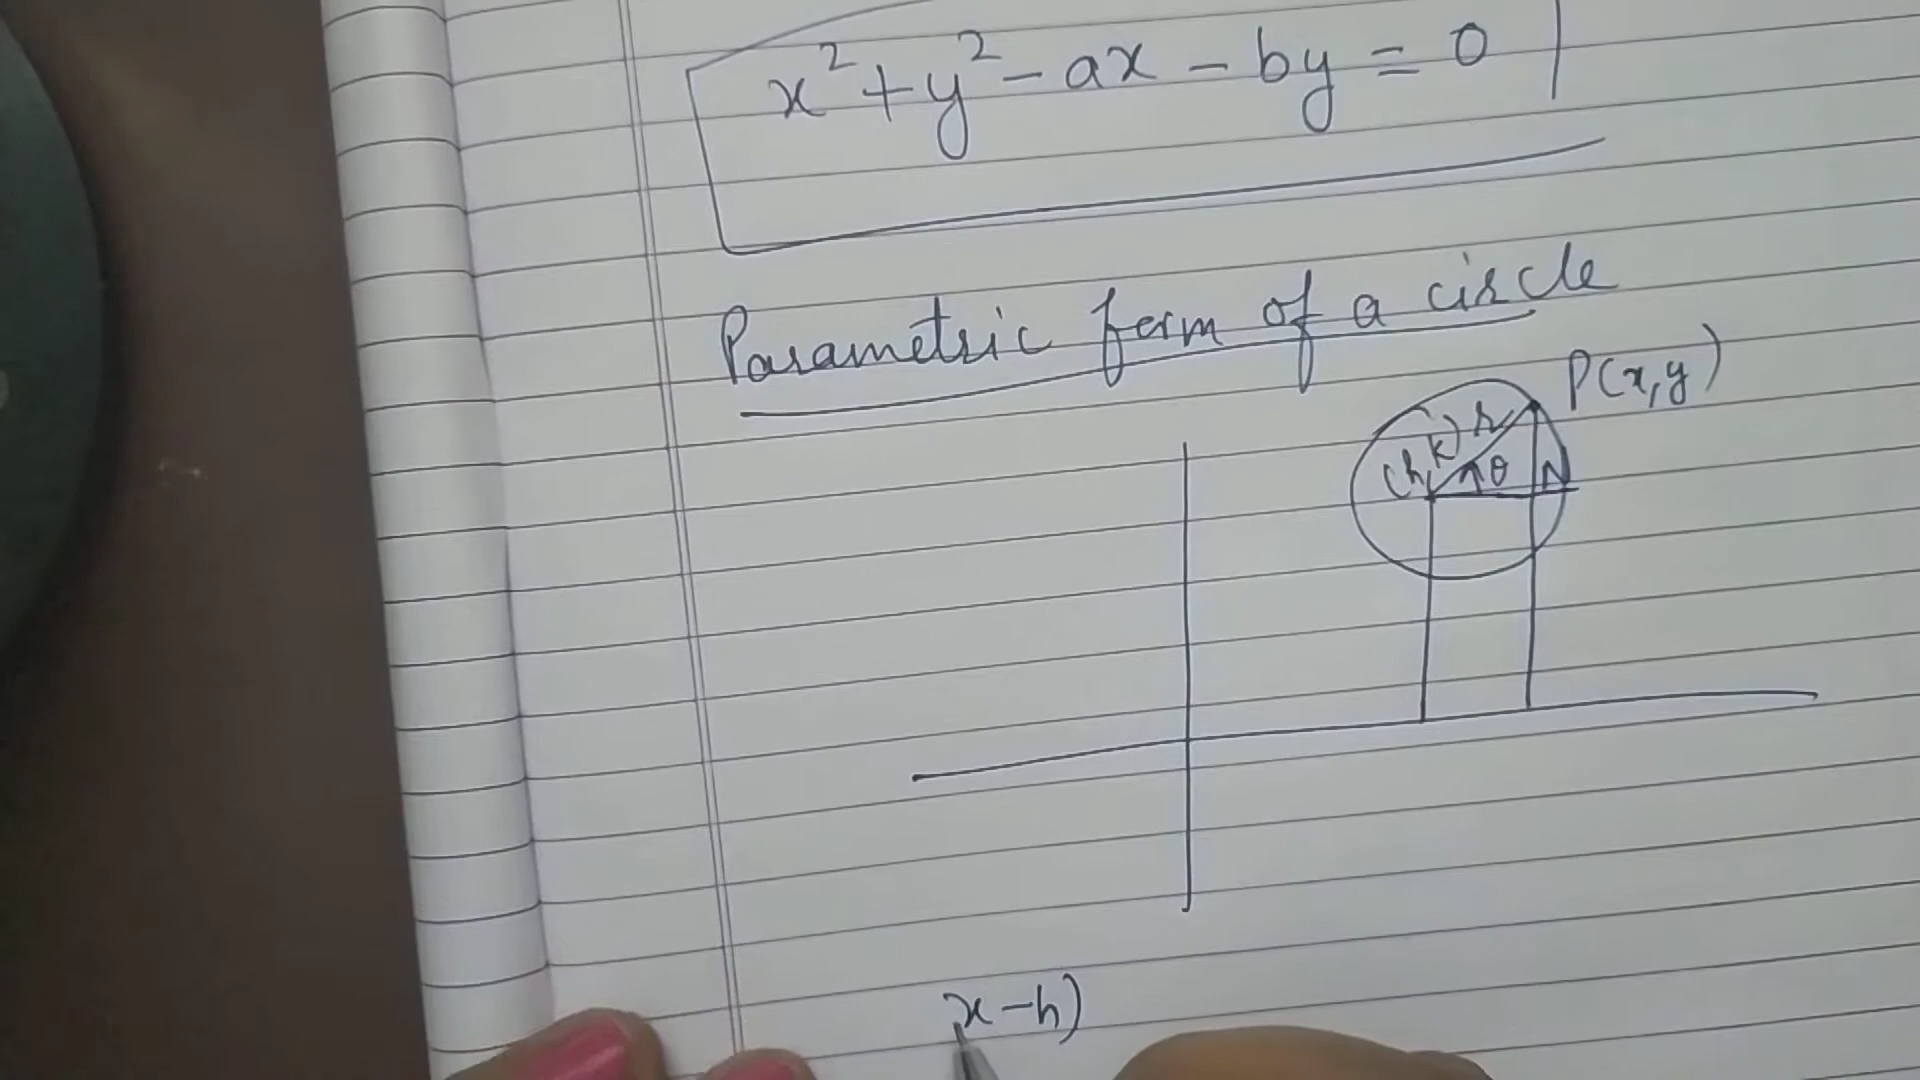 x²+y²-ax-by=0
Parametric form of a circle
P(x,y)
(h,k) r
θ N
x-h)